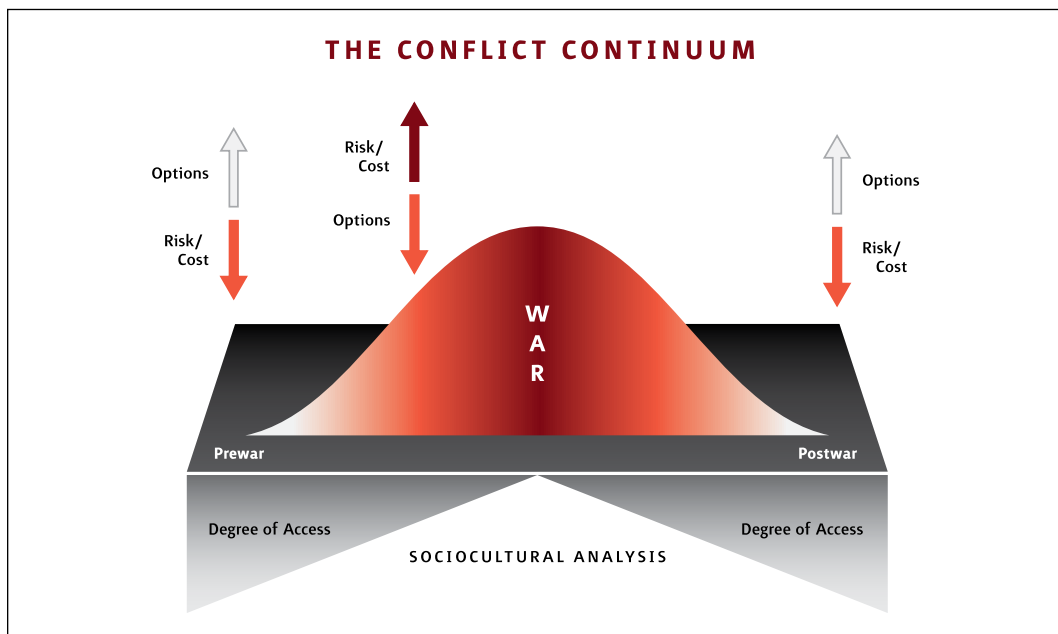 THE CONFLICT CONTINUUM
Options
Risk/
Cost
Risk/
Cost
Options
Options
Risk/
Cost
W
A
R
Prewar
Postwar
Degree of Access
Degree of Access
SOCIOCULTURAL ANALYSIS